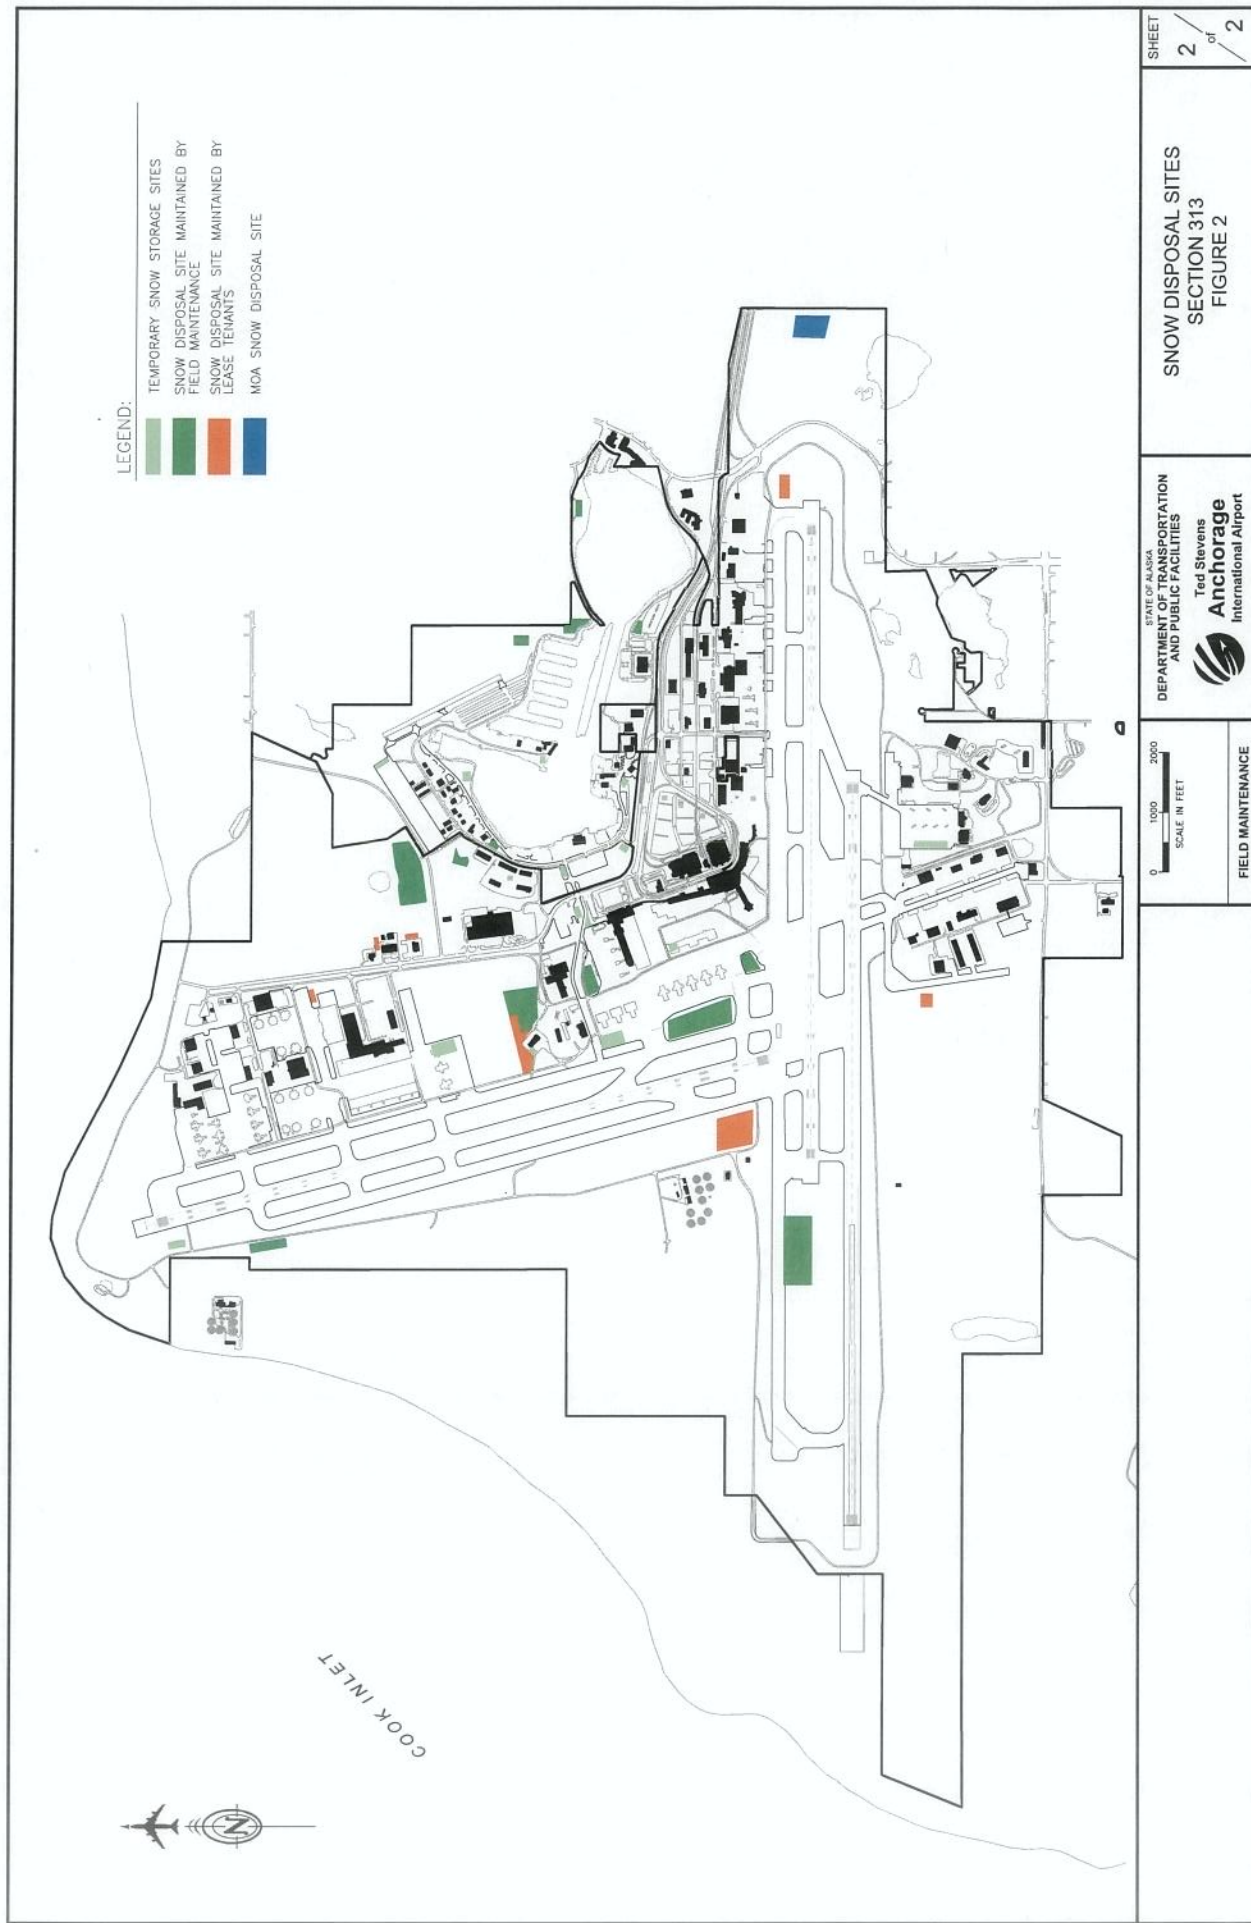 LEGEND:
TEMPORARY SNOW STORAGE SITES
SNOW DISPOSAL SITE MAINTAINED BY
FIELD MAINTENANCE
SNOW DISPOSAL SITE MAINTAINED BY
LEASE TENANTS
MOA SNOW DISPOSAL SITE
COOK INLET
N
0 1000 2000
SCALE IN FEET
FIELD MAINTENANCE
STATE OF ALASKA
DEPARTMENT OF TRANSPORTATION
AND PUBLIC FACILITIES
Ted Stevens
Anchorage
International Airport
SNOW DISPOSAL SITES
SECTION 313
FIGURE 2
SHEET
2 of 2